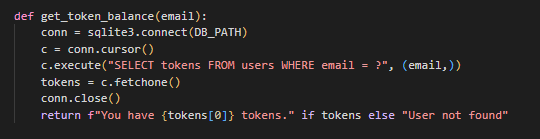 def get_token_balance(email):
    conn = sqlite3.connect(DB_PATH)
    c = conn.cursor()
    c.execute("SELECT tokens FROM users WHERE email = ?", (email,))
    tokens = c.fetchone()
    conn.close()
    return f"You have {tokens[0]} tokens." if tokens else "User not found"